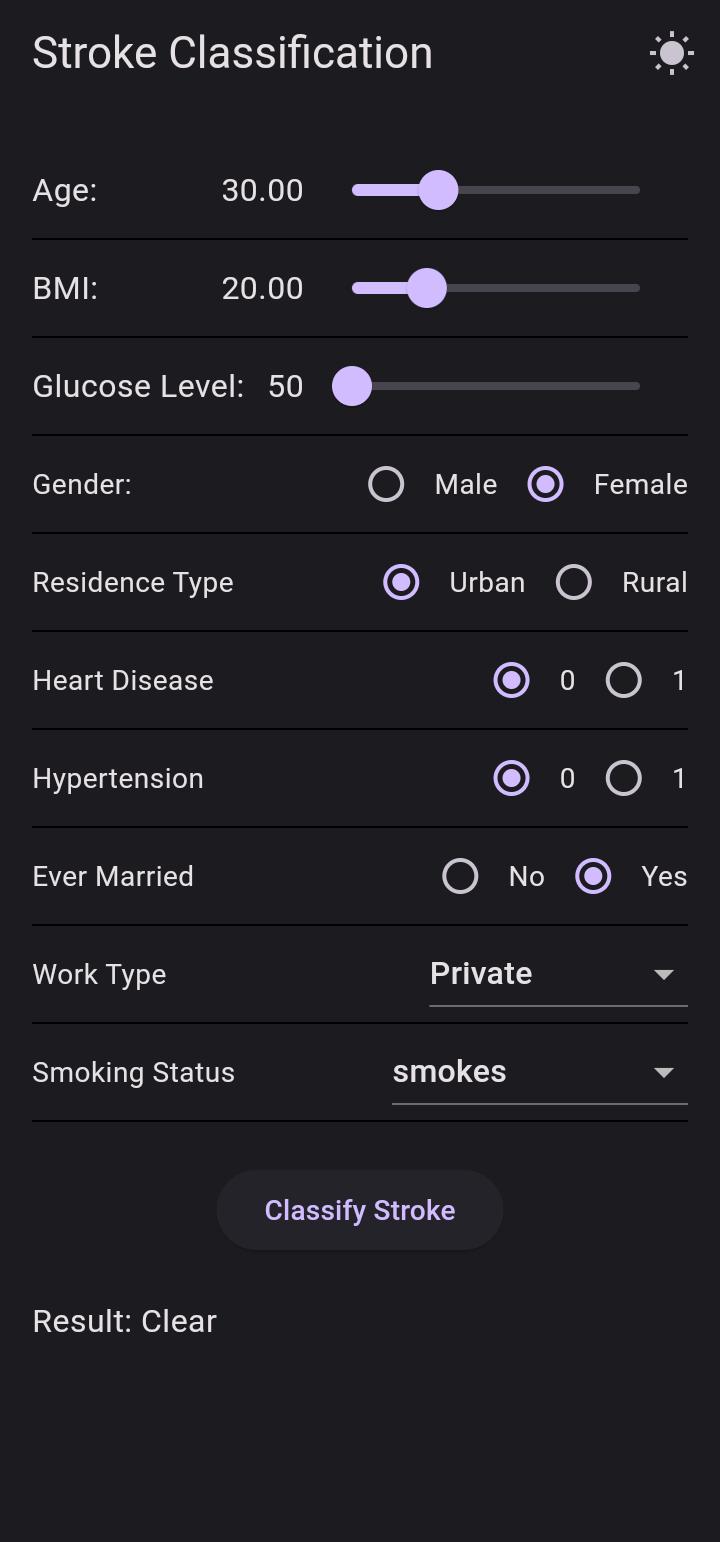 Stroke Classification
Age: 30.00
BMI: 20.00
Glucose Level: 50
Gender: Male Female
Residence Type Urban Rural
Heart Disease 0 1
Hypertension 0 1
Ever Married No Yes
Work Type Private
Smoking Status smokes
Classify Stroke
Result: Clear